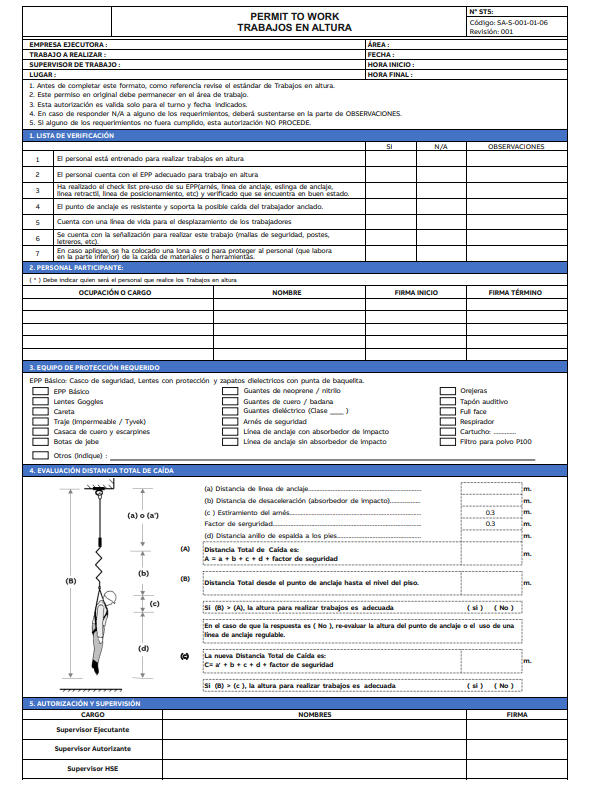 PERMIT TO WORK
TRABAJOS EN ALTURA
N° STS:
Código: SA-S-001-01-06
Revisión: 001
EMPRESA EJECUTORA :
ÁREA :
TRABAJO A REALIZAR :
FECHA :
SUPERVISOR DE TRABAJO :
HORA INICIO :
LUGAR :
HORA FINAL :
1. Antes de completar este formato, como referencia revise el estándar de Trabajos en altura.
2. Este permiso en original debe permanecer en el área de trabajo.
3. Esta autorización es valida solo para el turno y fecha indicados.
4. En caso de responder N/A a alguno de los requerimientos, deberá sustentarse en la parte de OBSERVACIONES.
5. Si alguno de los requerimientos no fuera cumplido, esta autorización NO PROCEDE.
1. LISTA DE VERIFICACIÓN
SI N/A OBSERVACIONES
1 El personal está entrenado para realizar trabajos en altura
2 El personal cuenta con el EPP adecuado para trabajo en altura
3 Ha realizado el check list pre-uso de su EPP(arnés, linea de anclaje, eslinga de anclaje,
línea retractil, linea de posicionamiento, etc) y verificado que se encuentra en buen estado.
4 El punto de anclaje es resistente y soporta la posible caída del trabajador anclado.
5 Cuenta con una línea de vida para el desplazamiento de los trabajadores
6 Se cuenta con la señalización para realizar este trabajo (mallas de seguridad, postes,
letreros, etc).
7 En caso aplique, se ha colocado una lona o red para proteger al personal (que labora
en la parte inferior) de la caída de materiales o herramientas.
2. PERSONAL PARTICIPANTE:
( * ) Debe indicar quien será el personal que realice los Trabajos en altura
OCUPACIÓN O CARGO NOMBRE FIRMA INICIO FIRMA TÉRMINO
3. EQUIPO DE PROTECCIÓN REQUERIDO
EPP Básico: Casco de seguridad, Lentes con protección y zapatos dielectricos con punta de baquelita.
EPP Básico Guantes de neoprene / nitrilo Orejeras
Lentes Goggles Guantes de cuero / badana Tapón auditivo
Careta Guantes dieléctrico (Clase ____ ) Full face
Traje (Impermeable / Tyvek) Arnés de seguridad Respirador
Casaca de cuero y escarpines Línea de anclaje con absorbedor de impacto Cartucho: ............
Botas de jebe Línea de anclaje sin absorbedor de impacto Filtro para polvo P100
Otros (Indique) :
4. EVALUACIÓN DISTANCIA TOTAL DE CAÍDA
(a) Distancia de linea de anclaje m.
(b) Distancia de desaceleración (absorbedor de impacto) m.
(c ) Estiramiento del arnés 0.3 m.
Factor de serguridad 0.3 m.
(d) Distancia anillo de espalda a los pies m.
(A) Distancia Total de Caída es:
A = a + b + c + d + factor de seguridad m.
(B) Distancia Total desde el punto de anclaje hasta el nivel del piso. m.
Si (B) > (A), la altura para realizar trabajos es adecuada ( si ) ( No )
En el caso de que la respuesta es ( No ), re-evaluar la altura del punto de anclaje o el uso de una
línea de anclaje regulable.
(C) La nueva Distancia Total de Caída es:
C= a' + b + c + d + factor de seguridad m.
Si (B) > (c ), la altura para realizar trabajos es adecuada ( si ) ( No )
(a) o (a')
(b)
(B)
(c)
(d)
5. AUTORIZACIÓN Y SUPERVISIÓN
CARGO NOMBRES FIRMA
Supervisor Ejecutante
Supervisor Autorizante
Supervisor HSE